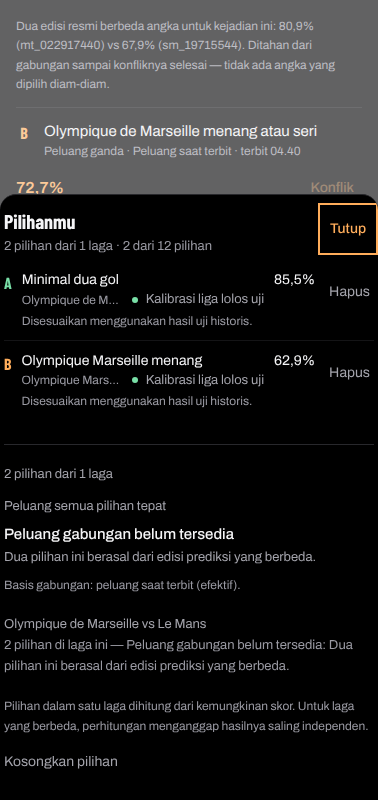 Dua edisi resmi berbeda angka untuk kejadian ini: 80,9%
(mt_022917440) vs 67,9% (sm_19715544). Ditahan dari
gabungan sampai konfliknya selesai — tidak ada angka yang
dipilih diam-diam.
B Olympique de Marseille menang atau seri
Peluang ganda · Peluang saat terbit · terbit 04.40
72,7% Konflik
Pilihanmu
Tutup
2 pilihan dari 1 laga · 2 dari 12 pilihan
A Minimal dua gol 85,5%
Hapus
Olympique de M... Kalibrasi liga lolos uji
Disesuaikan menggunakan hasil uji historis.
B Olympique Marseille menang 62,9%
Hapus
Olympique Mars... Kalibrasi liga lolos uji
Disesuaikan menggunakan hasil uji historis.
2 pilihan dari 1 laga
Peluang semua pilihan tepat
Peluang gabungan belum tersedia
Dua pilihan ini berasal dari edisi prediksi yang berbeda.
Basis gabungan: peluang saat terbit (efektif).
Olympique de Marseille vs Le Mans
2 pilihan di laga ini — Peluang gabungan belum tersedia: Dua
pilihan ini berasal dari edisi prediksi yang berbeda.
Pilihan dalam satu laga dihitung dari kemungkinan skor. Untuk laga
yang berbeda, perhitungan menganggap hasilnya saling independen.
Kosongkan pilihan